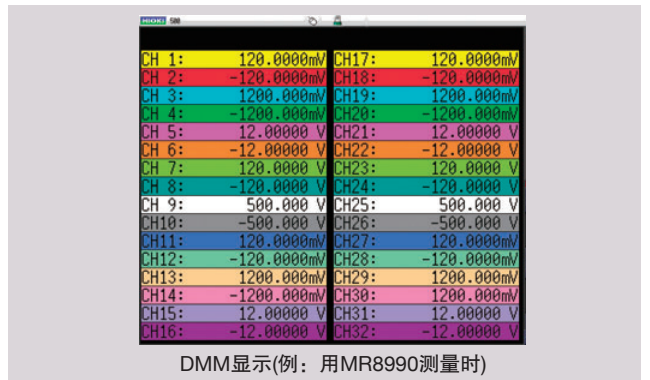 HIOKI 500
CH 1: 120.0000mV CH17: 120.0000mV
CH 2: -120.0000mV CH18: -120.0000mV
CH 3: 1200.000mV CH19: 1200.000mV
CH 4: -1200.000mV CH20: -1200.000mV
CH 5: 12.00000 V CH21: 12.00000 V
CH 6: -12.00000 V CH22: -12.00000 V
CH 7: 120.0000 V CH23: 120.0000 V
CH 8: -120.0000 V CH24: -120.0000 V
CH 9: 500.000 V CH25: 500.000 V
CH10: -500.000 V CH26: -500.000 V
CH11: 120.0000mV CH27: 120.0000mV
CH12: -120.0000mV CH28: -120.0000mV
CH13: 1200.000mV CH29: 1200.000mV
CH14: -1200.000mV CH30: 1200.000mV
CH15: 12.00000 V CH31: 12.00000 V
CH16: -12.00000 V CH32: -12.00000 V
DMM显示(例：用MR8990测量时)